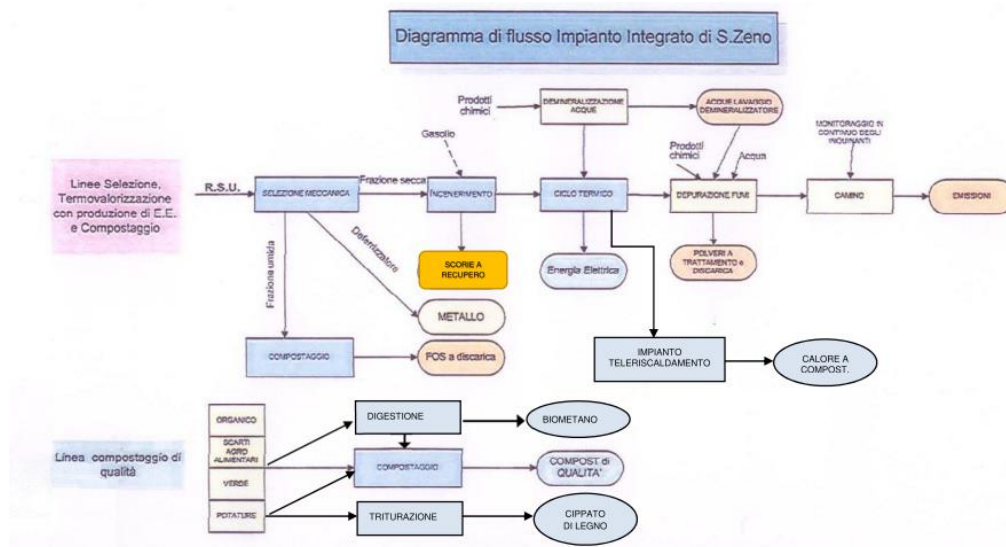 Diagramma di flusso Impianto Integrato di S.Zeno
Prodotti
chimici
DEMINERALIZZAZIONE
ACQUE
ACQUE LAVAGGIO
DEMINERALIZZATORE
MONITORAGGIO IN
CONTINUO DEGLI
INQUINANTI
Gasolio
Prodotti
chimici
Acqua
Linee Selezione,
Termovalorizzazione
con produzione di E.E.
e Compostaggio
R.S.U.
SELEZIONE MECCANICA
Frazione secca
INCENERIMENTO
CICLO TERMICO
DEPURAZIONE FUMI
CAMINO
EMISSIONI
Frazione umida
Deferrizzatore
SCORIE A
RECUPERO
Energia Elettrica
POLVERI A
TRATTAMENTO e
DISCARICA
METALLO
COMPOSTAGGIO
FOS a discarica
IMPIANTO
TELERISCALDAMENTO
CALORE A
COMPOST.
Linea compostaggio di
qualità
ORGANICO
SCARTI
AGRO
ALIMENTARI
VERDE
POTATURE
DIGESTIONE
BIOMETANO
COMPOSTAGGIO
COMPOST di
QUALITA'
TRITURAZIONE
CIPPATO
DI LEGNO